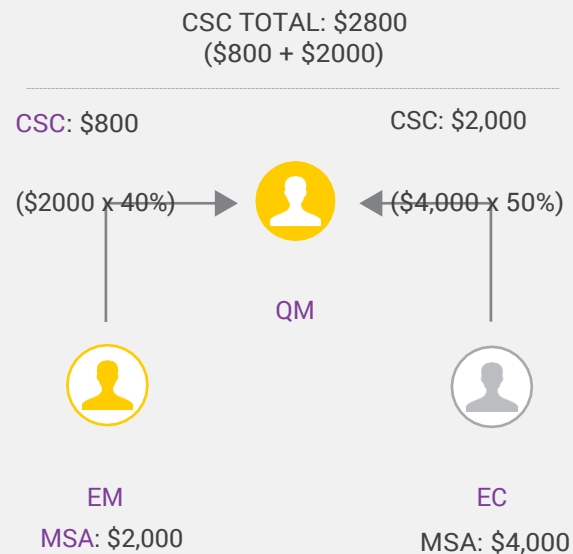 CSC TOTAL: $2800
($800 + $2000)
CSC: $800
CSC: $2,000
($2000 x 40%)
($4,000 x 50%)
QM
EM
EC
MSA: $2,000
MSA: $4,000